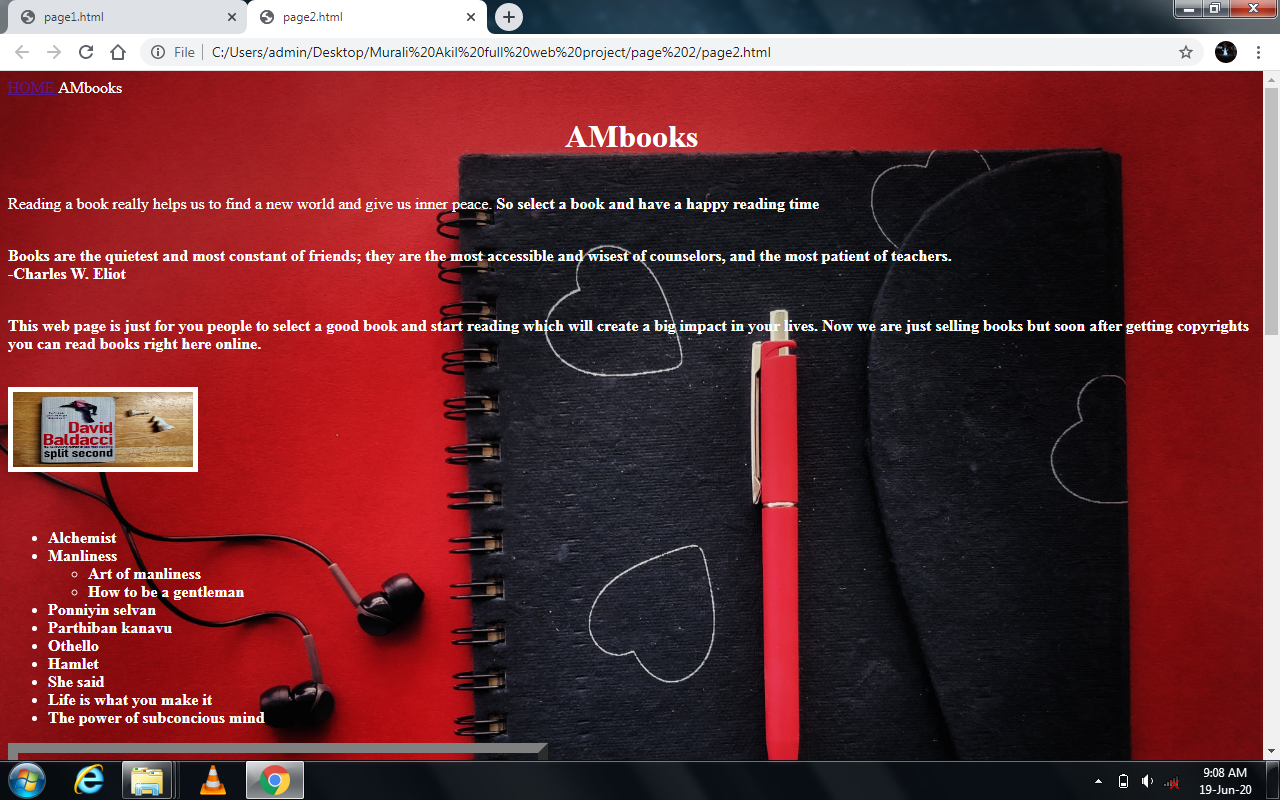 page1.html
page2.html
File
C:/Users/admin/Desktop/Murali%20Akil%20full%20web%20project/page%202/page2.html
HOME AMbooks
AMbooks
Reading a book really helps us to find a new world and give us inner peace. So select a book and have a happy reading time
Books are the quietest and most constant of friends; they are the most accessible and wisest of counselors, and the most patient of teachers.
-Charles W. Eliot
This web page is just for you people to select a good book and start reading which will create a big impact in your lives. Now we are just selling books but soon after getting copyrights
you can read books right here online.
David
Baldacci
split second
• Alchemist
• Manliness
◦ Art of manliness
◦ How to be a gentleman
• Ponniyin selvan
• Parthiban kanavu
• Othello
• Hamlet
• She said
• Life is what you make it
• The power of subconcious mind
9:08 AM
19-Jun-20